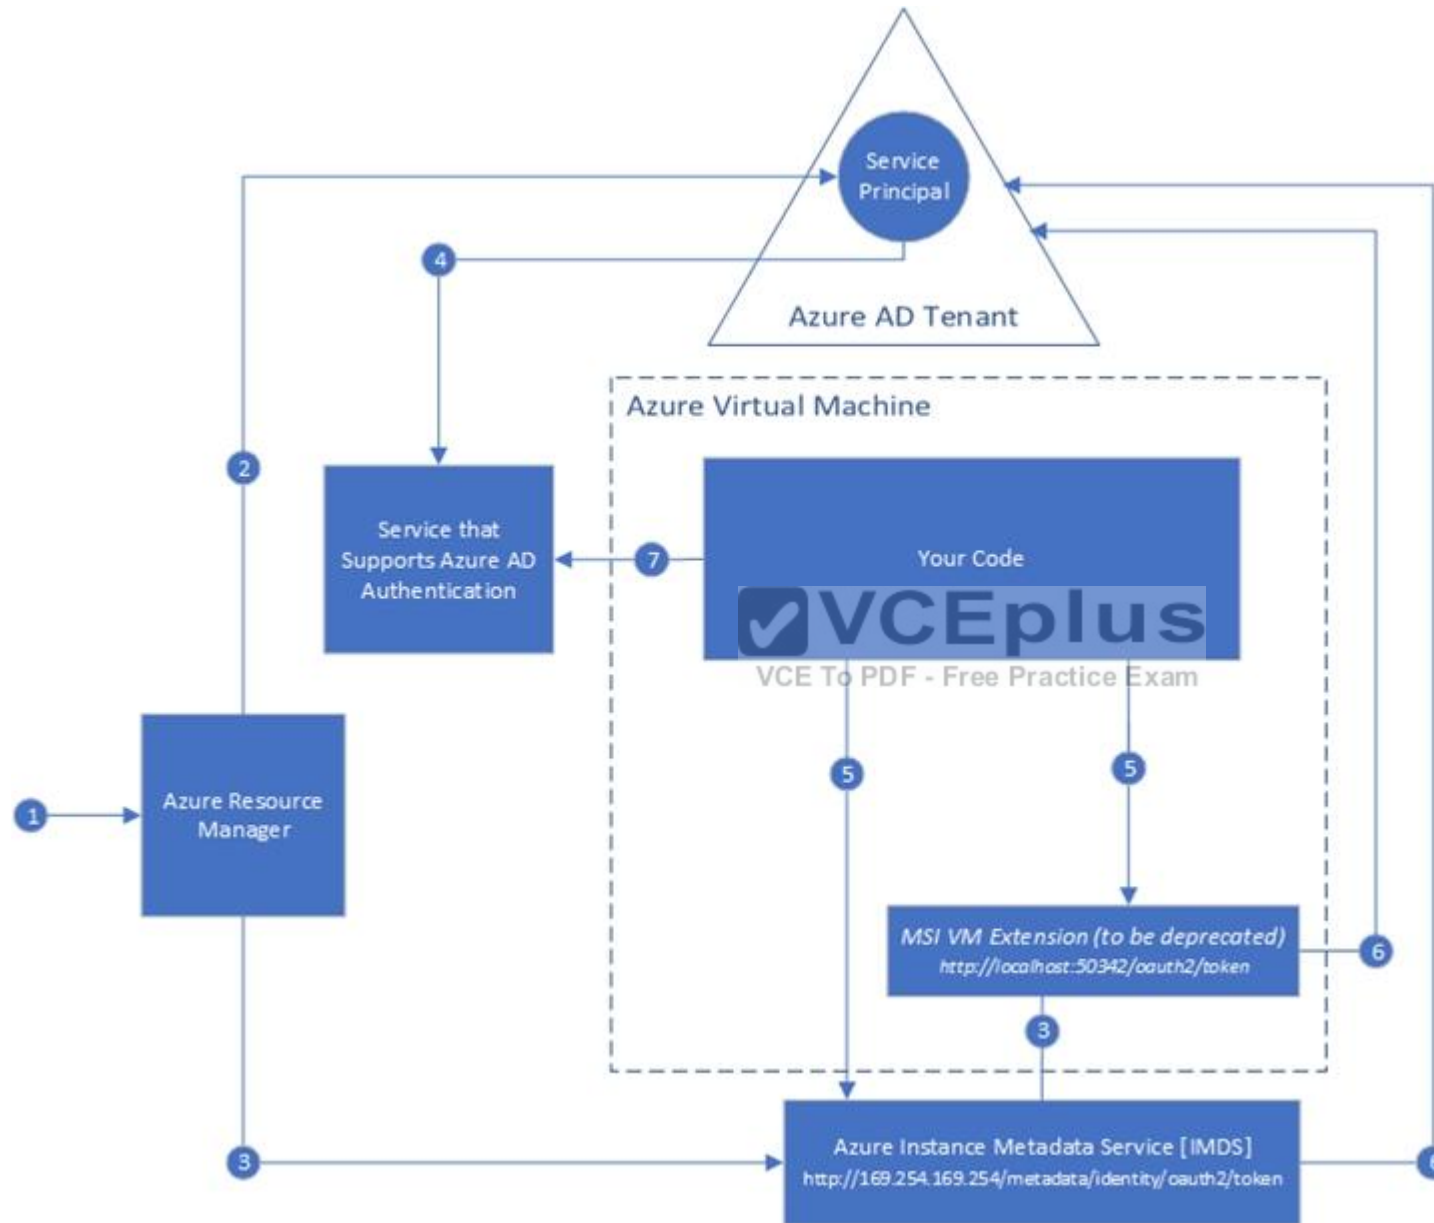 Service
Principal
4
Azure AD Tenant
Azure Virtual Machine
2
Service that
Supports Azure AD
Authentication
7
Your Code
VCEplus
VCE To PDF - Free Practice Exam
5
5
1
Azure Resource
Manager
MSI VM Extension (to be deprecated)
http://localhost:50342/oauth2/token
6
3
3
Azure Instance Metadata Service [IMDS]
http://169.254.169.254/metadata/identity/oauth2/token